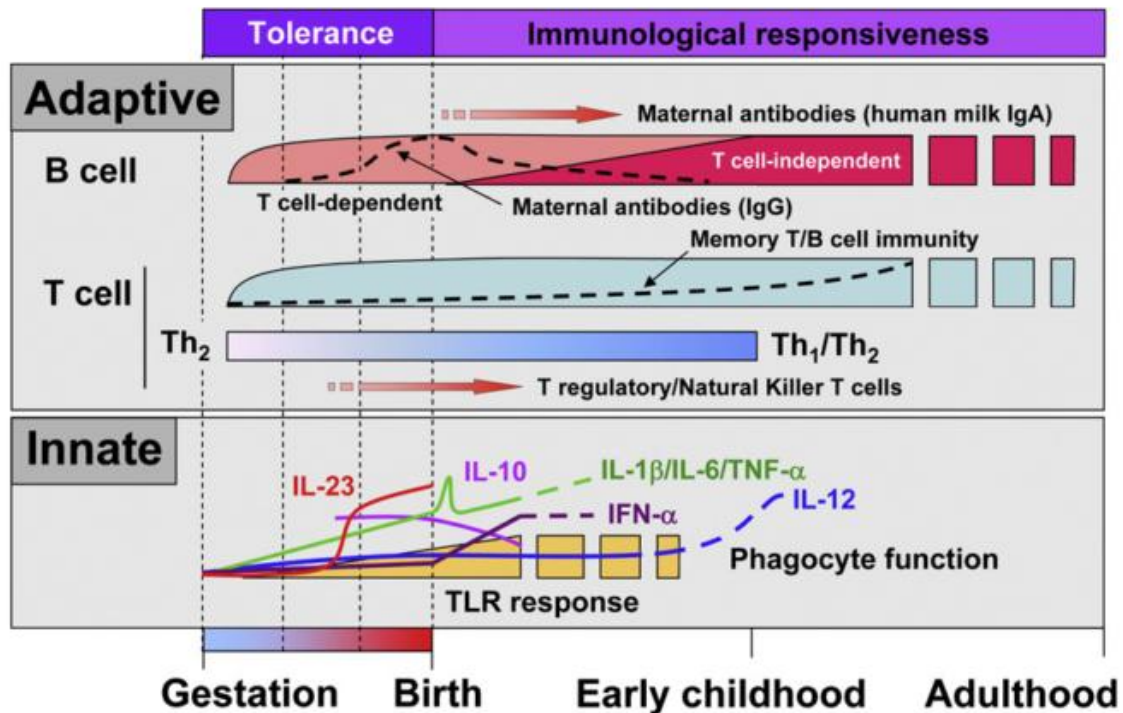 Tolerance
Immunological responsiveness
Adaptive
Maternal antibodies (human milk IgA)
B cell
T cell-independent
T cell-dependent
Maternal antibodies (IgG)
Memory T/B cell immunity
T cell
Th₂
Th₁/Th₂
T regulatory/Natural Killer T cells
Innate
IL-23
IL-10
IL-1β/IL-6/TNF-α
IL-12
IFN-α
Phagocyte function
TLR response
Gestation
Birth
Early childhood
Adulthood